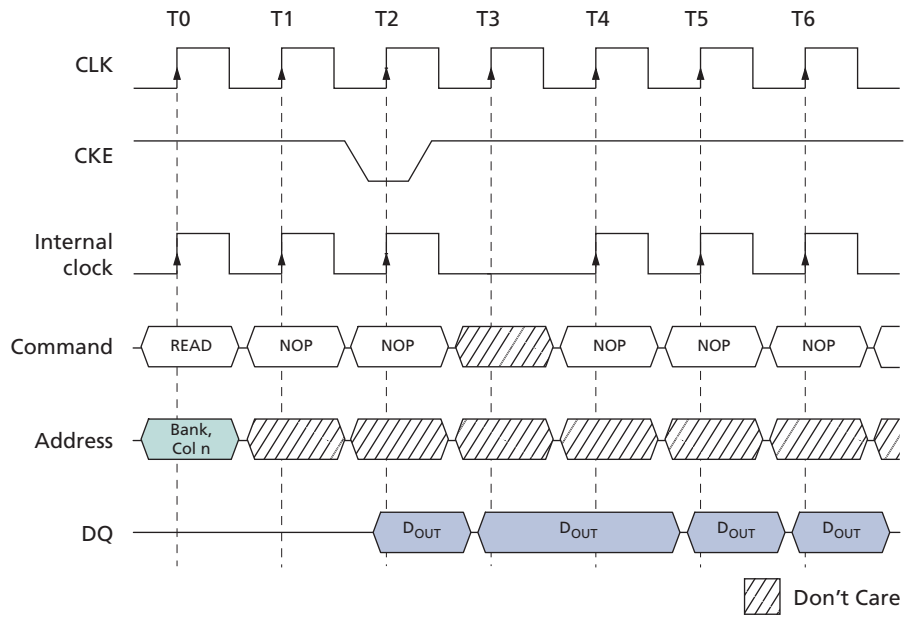 T0 T1 T2 T3 T4 T5 T6
CLK
CKE
Internal
clock
Command READ NOP NOP NOP NOP NOP
Address Bank,
Col n
DQ DOUT DOUT DOUT DOUT
Don't Care